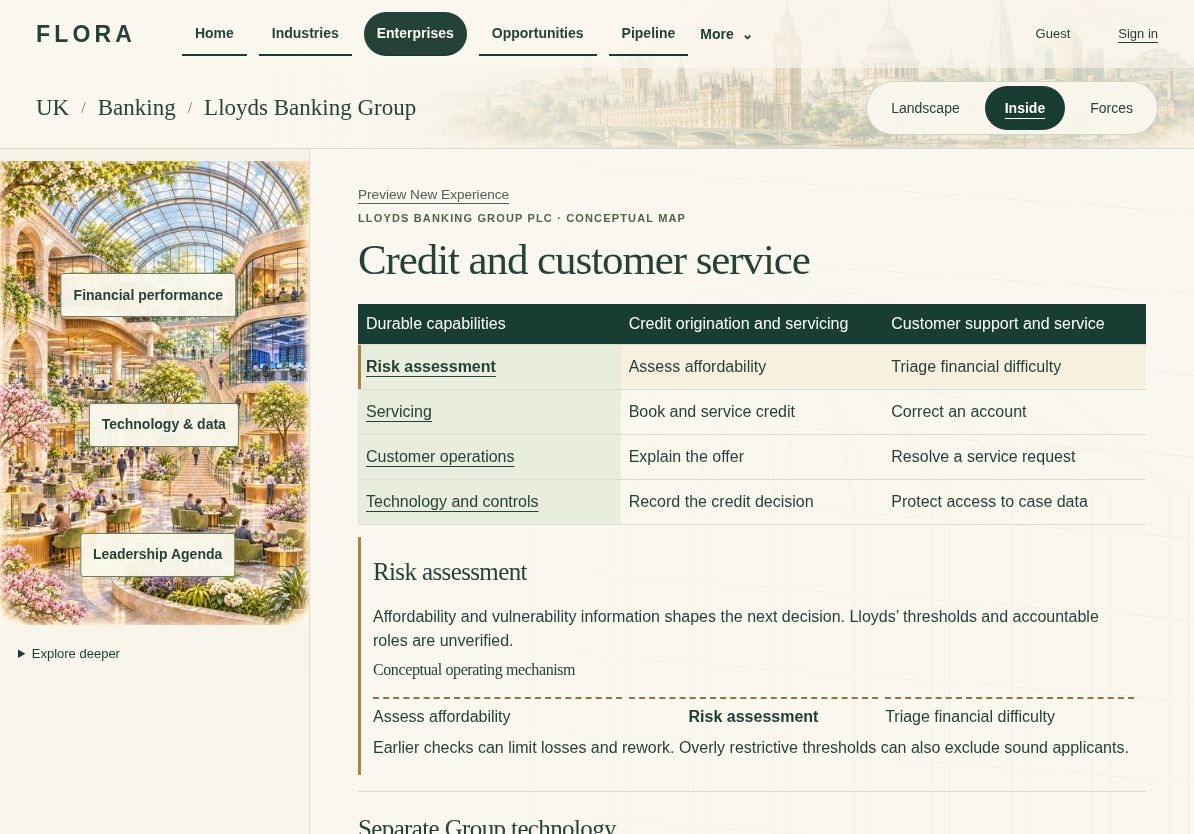 FLORA
Home
Industries
Enterprises
Opportunities
Pipeline
More
Guest
Sign in
UK / Banking / Lloyds Banking Group
Landscape
Inside
Forces
Financial performance
Technology & data
Leadership Agenda
Explore deeper
Preview New Experience
LLOYDS BANKING GROUP PLC · CONCEPTUAL MAP
Credit and customer service
Durable capabilities Credit origination and servicing Customer support and service
Risk assessment Assess affordability Triage financial difficulty
Servicing Book and service credit Correct an account
Customer operations Explain the offer Resolve a service request
Technology and controls Record the credit decision Protect access to case data
Risk assessment
Affordability and vulnerability information shapes the next decision. Lloyds’ thresholds and accountable
roles are unverified.
Conceptual operating mechanism
Assess affordability Risk assessment Triage financial difficulty
Earlier checks can limit losses and rework. Overly restrictive thresholds can also exclude sound applicants.
Separate Group technology